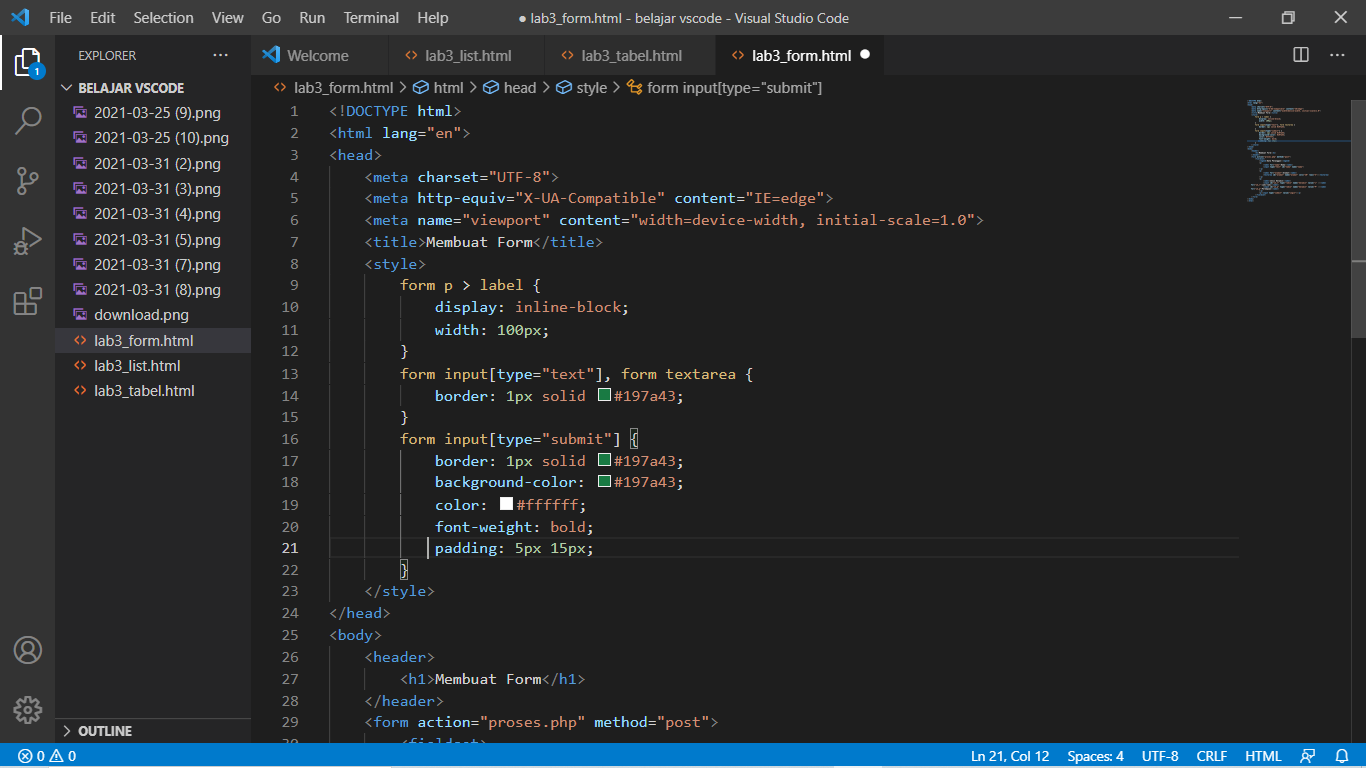 File Edit Selection View Go Run Terminal Help ● lab3_form.html - belajar vscode - Visual Studio Code
EXPLORER ···
Welcome lab3_list.html lab3_tabel.html lab3_form.html ●
lab3_form.html > html > head > style > form input[type="submit"]
1
BELAJAR VSCODE
2021-03-25 (9).png
2021-03-25 (10).png
2021-03-31 (2).png
2021-03-31 (3).png
2021-03-31 (4).png
2021-03-31 (5).png
2021-03-31 (7).png
2021-03-31 (8).png
download.png
lab3_form.html
lab3_list.html
lab3_tabel.html
OUTLINE
1 <!DOCTYPE html>
2 <html lang="en">
3 <head>
4 <meta charset="UTF-8">
5 <meta http-equiv="X-UA-Compatible" content="IE=edge">
6 <meta name="viewport" content="width=device-width, initial-scale=1.0">
7 <title>Membuat Form</title>
8 <style>
9 form p > label {
10 display: inline-block;
11 width: 100px;
12 }
13 form input[type="text"], form textarea {
14 border: 1px solid #197a43;
15 }
16 form input[type="submit"] {
17 border: 1px solid #197a43;
18 background-color: #197a43;
19 color: #ffffff;
20 font-weight: bold;
21 padding: 5px 15px;
22 }
23 </style>
24 </head>
25 <body>
26 <header>
27 <h1>Membuat Form</h1>
28 </header>
29 <form action="proses.php" method="post">
30 <fieldset>
0 0 Ln 21, Col 12 Spaces: 4 UTF-8 CRLF HTML